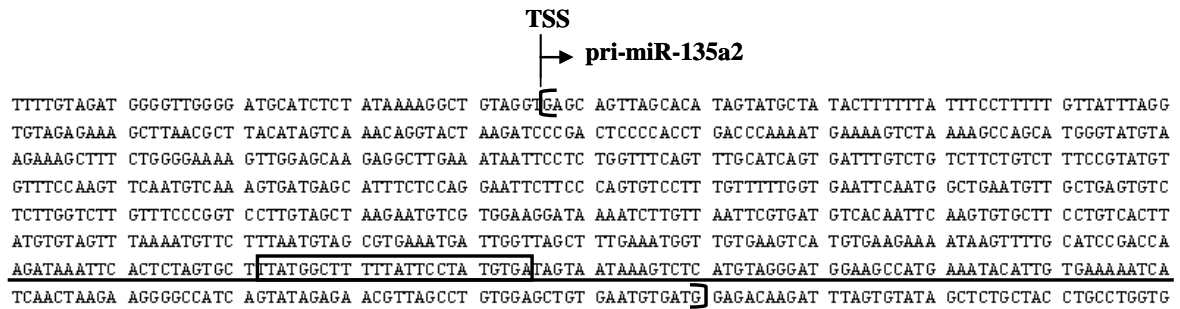 TSS
pri-miR-135a2
TTTTGTAGAT GGGGTTGGGG ATGCATCTCT ATAAAAGGCT GTAGGTGAGC AGTTAGCACA TAGTATGCTA TACTTTTTTA TTTCCTTTTT GTTATTTAGG
TGTAGAGAAA GCTTAACGCT TACATAGTCA AACAGGTACT AAGATCCCGA CTCCCCACCT GACCCAAAAT GAAAAGTCTA AAAGCCAGCA TGGGTATGTA
AGAAAGCTTT CTGGGGAAAA GTTGGAGCAA GAGGCTTGAA ATAATTCCTC TGGTTTCAGT TTGCATCAGT GATTTGTCTG TCTTCTGTCT TTCCGTATGT
GTTTCCAAGT TCAATGTCAA AGTGATGAGC ATTTCTCCAG GAATTCTTCC CAGTGTCCTT TGTTTTTGGT GAATTCAATG GCTGAATGTT GCTGAGTGTC
TCTTGGTCTT GTTTCCCGGT CCTTGTAGCT AAGAATGTCG TGGAAGGATA AAATCTTGTT AATTCGTGAT GTCACAATTC AAGTGTGCTT CCTGTCACTT
ATGTGTAGTT TAAAATGTTC TTTAATGTAG CGTGAAATGA TTGGTTAGCT TTGAAATGGT TGTGAAGTCA TGTGAAGAAA ATAAGTTTTG CATCCGACCA
AGATAAATTC ACTCTAGTGC TTTATGGCTT TTTATTCCTA TGTGATAGTA ATAAAGTCTC ATGTAGGGAT GGAAGCCATG AAATACATTG TGAAAAATCA
TCAACTAAGA AGGGGCCATC AGTATAGAGA ACGTTAGCCT GTGGAGCTGT GAATGTGATG GAGACAAGAT TTAGTGTATA GCTCTGCTAC CTGCCTGGTG